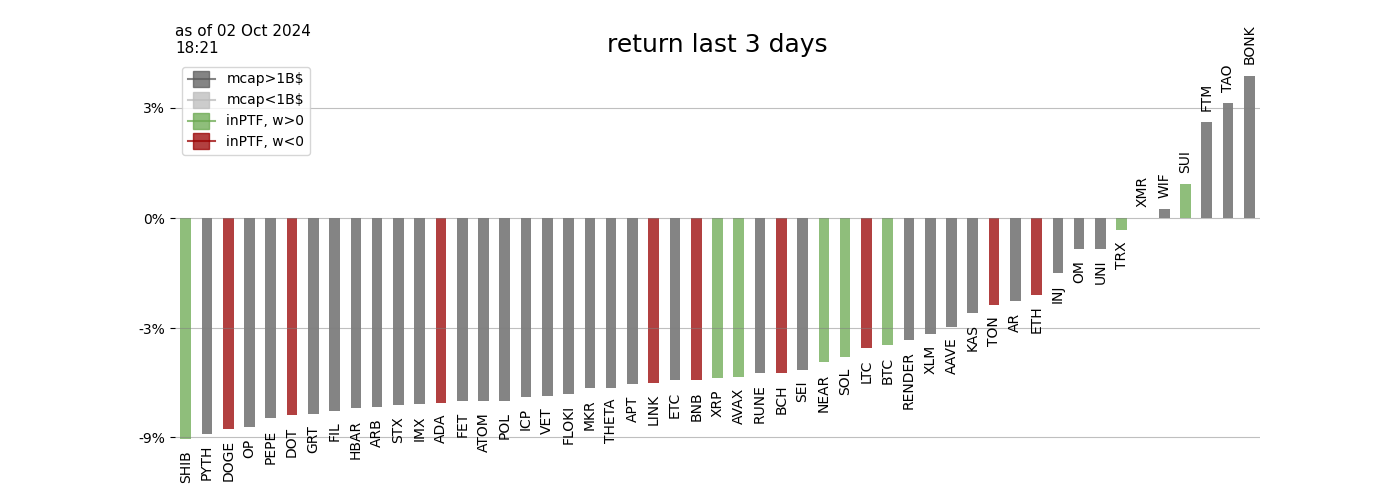 as of 02 Oct 2024
18:21
return last 3 days
mcap>1B$
mcap<1B$
inPTF, w>0
inPTF, w<0
3%
0%
-3%
-9%
SHIB
PYTH
DOGE
OP
PEPE
DOT
GRT
FIL
HBAR
ARB
STX
IMX
ADA
FET
ATOM
POL
ICP
VET
FLOKI
MKR
THETA
APT
LINK
ETC
BNB
XRP
AVAX
RUNE
BCH
SEI
NEAR
SOL
LTC
BTC
RENDER
XLM
AAVE
KAS
TON
AR
ETH
INJ
OM
UNI
TRX
XMR
WIF
SUI
FTM
TAO
BONK